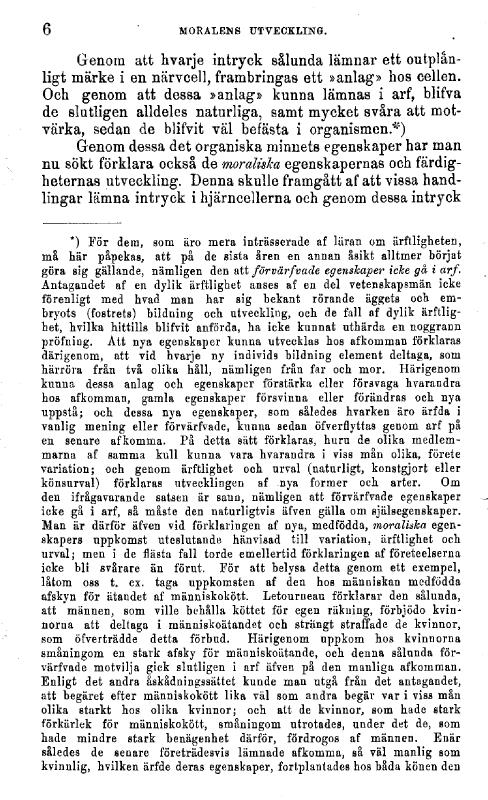 6 MORALENS UTVECKLING.
Genom att hvarje intryck sålunda lämnar ett outplån-
ligt märke i en närvcell, frambringas ett »anlag» hos cellen.
Och genom att dessa »anlag» kunna lämnas i arf, blifva
de slutligen alldeles naturliga, samt mycket svåra att mot-
värka, sedan de blifvit väl befästa i organismen.*)
Genom dessa det organiska minnets egenskaper har man
nu sökt förklara också de moraliska egenskapernas och färdig-
heternas utveckling. Denna skulle framgått af att vissa hand-
lingar lämna intryck i hjärncellerna och genom dessa intryck
*) För dem, som äro mera inträsserade af läran om ärftligheten,
må här påpekas, att på de sista åren en annan åsikt alltmer börjat
göra sig gällande, nämligen den att förvärfvade egenskaper icke gå i arf.
Antagandet af en dylik ärftlighet anses af en del vetenskapsmän icke
förenligt med hvad man har sig bekant rörande äggets och em-
bryots (fostrets) bildning och utveckling, och de fall af dylik ärftlig-
het, hvilka hittills blifvit anförda, ha icke kunnat uthärda en noggrann
pröfning. Att nya egenskaper kunna utvecklas hos afkomman förklaras
därigenom, att vid hvarje ny individs bildning element deltaga, som
härröra från två olika håll, nämligen från far och mor. Härigenom
kunna dessa anlag och egenskaper förstärka eller försvaga hvarandra
hos afkomman, gamla egenskaper försvinna eller förändras och nya
uppstå; och dessa nya egenskaper, som således hvarken äro ärfda i
vanlig mening eller förvärfvade, kunna sedan öfverflyttas genom arf på
en senare afkomma. På detta sätt förklaras, huru de olika medlem-
marna af samma kull kunna vara hvarandra i viss mån olika, förete
variation; och genom ärftlighet och urval (naturligt, konstgjort eller
könsurval) förklaras utvecklingen af nya former och arter. Om
den ifrågavarande satsen är sann, nämligen att förvärfvade egenskaper
icke gå i arf, så måste den naturligtvis äfven gälla om själsegenskaper.
Man är därför äfven vid förklaringen af nya, medfödda, moraliska egen-
skapers uppkomst uteslutande hänvisad till variation, ärftlighet och
urval; men i de flästa fall torde emellertid förklaringen af företeelserna
icke bli svårare än förut. För att belysa detta genom ett exempel,
låtom oss t. ex. taga uppkomsten af den hos människan medfödda
afskyn för ätandet af människokött. Letourneau förklarar den sålunda,
att männen, som ville behålla köttet för egen räkning, förbjödo kvin-
norna att deltaga i människoätandet och strängt straffade de kvinnor,
som öfverträdde detta förbud. Härigenom uppkom hos kvinnorna
småningom en stark afsky för människoätande, och denna sålunda för-
värfvade motvilja gick slutligen i arf äfven på den manliga afkomman.
Enligt det andra åskådningssättet kunde man utgå från det antagandet,
att begäret efter människokött lika väl som andra begär var i viss mån
olika starkt hos olika kvinnor; och att de kvinnor, som hade stark
förkärlek för människokött, småningom utrotades, under det de, som
hade mindre stark benägenhet därför, fördrogos af männen. Enär
således de senare företrädesvis lämnade afkomma, så väl manlig som
kvinnlig, hvilken ärfde deras egenskaper, fortplantades hos båda könen den